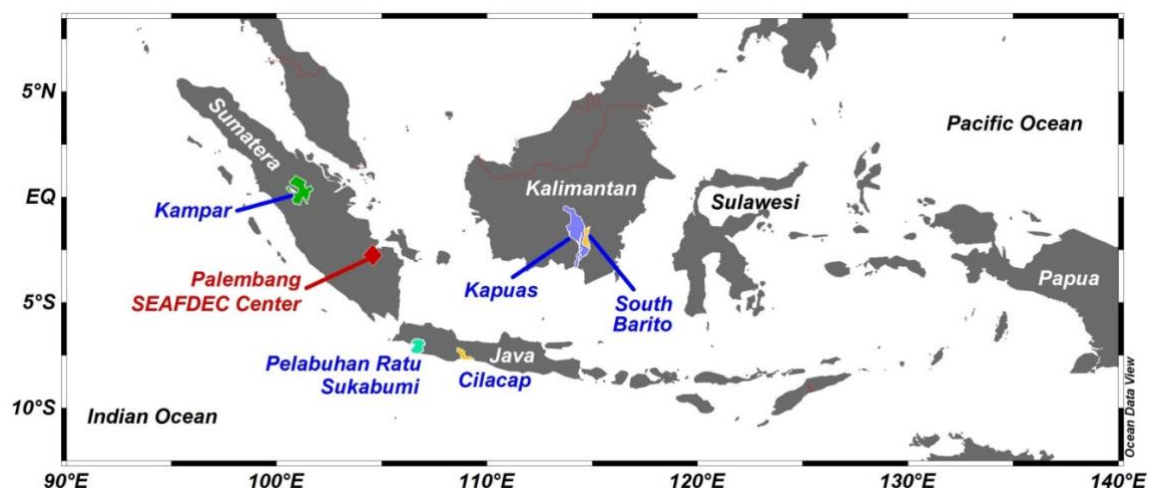 5°N
EQ
5°S
10°S
90°E
100°E
110°E
120°E
130°E
140°E
Sumatera
Kampar
Palembang
SEAFDEC Center
Pelabuhan Ratu
Sukabumi
Cilacap
Java
Kalimantan
Kapuas
South
Barito
Sulawesi
Pacific Ocean
Papua
Indian Ocean
Ocean Data View